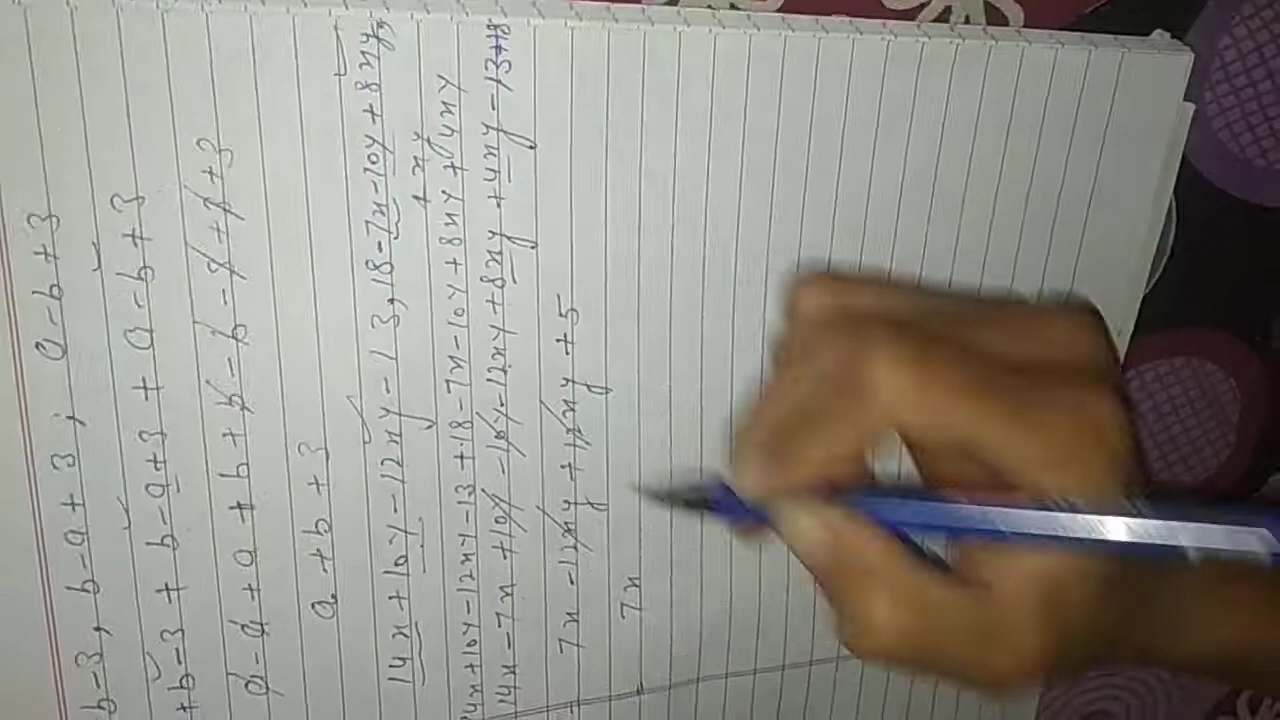 b-3, b-a+3, a-b+3
+b-3 + b-a+3 + a-b+3
a-a+a+b+b-b-3+3+3
a+b+3
14x+10y-12xy-13, 18-7x-10y+8xy,
4xy
14x+10y-12xy-13+18-7x-10y+8xy+4xy
14x-7x+10y-10y-12xy+8xy+4xy-13+18
7x-12xy+12xy+5
7x